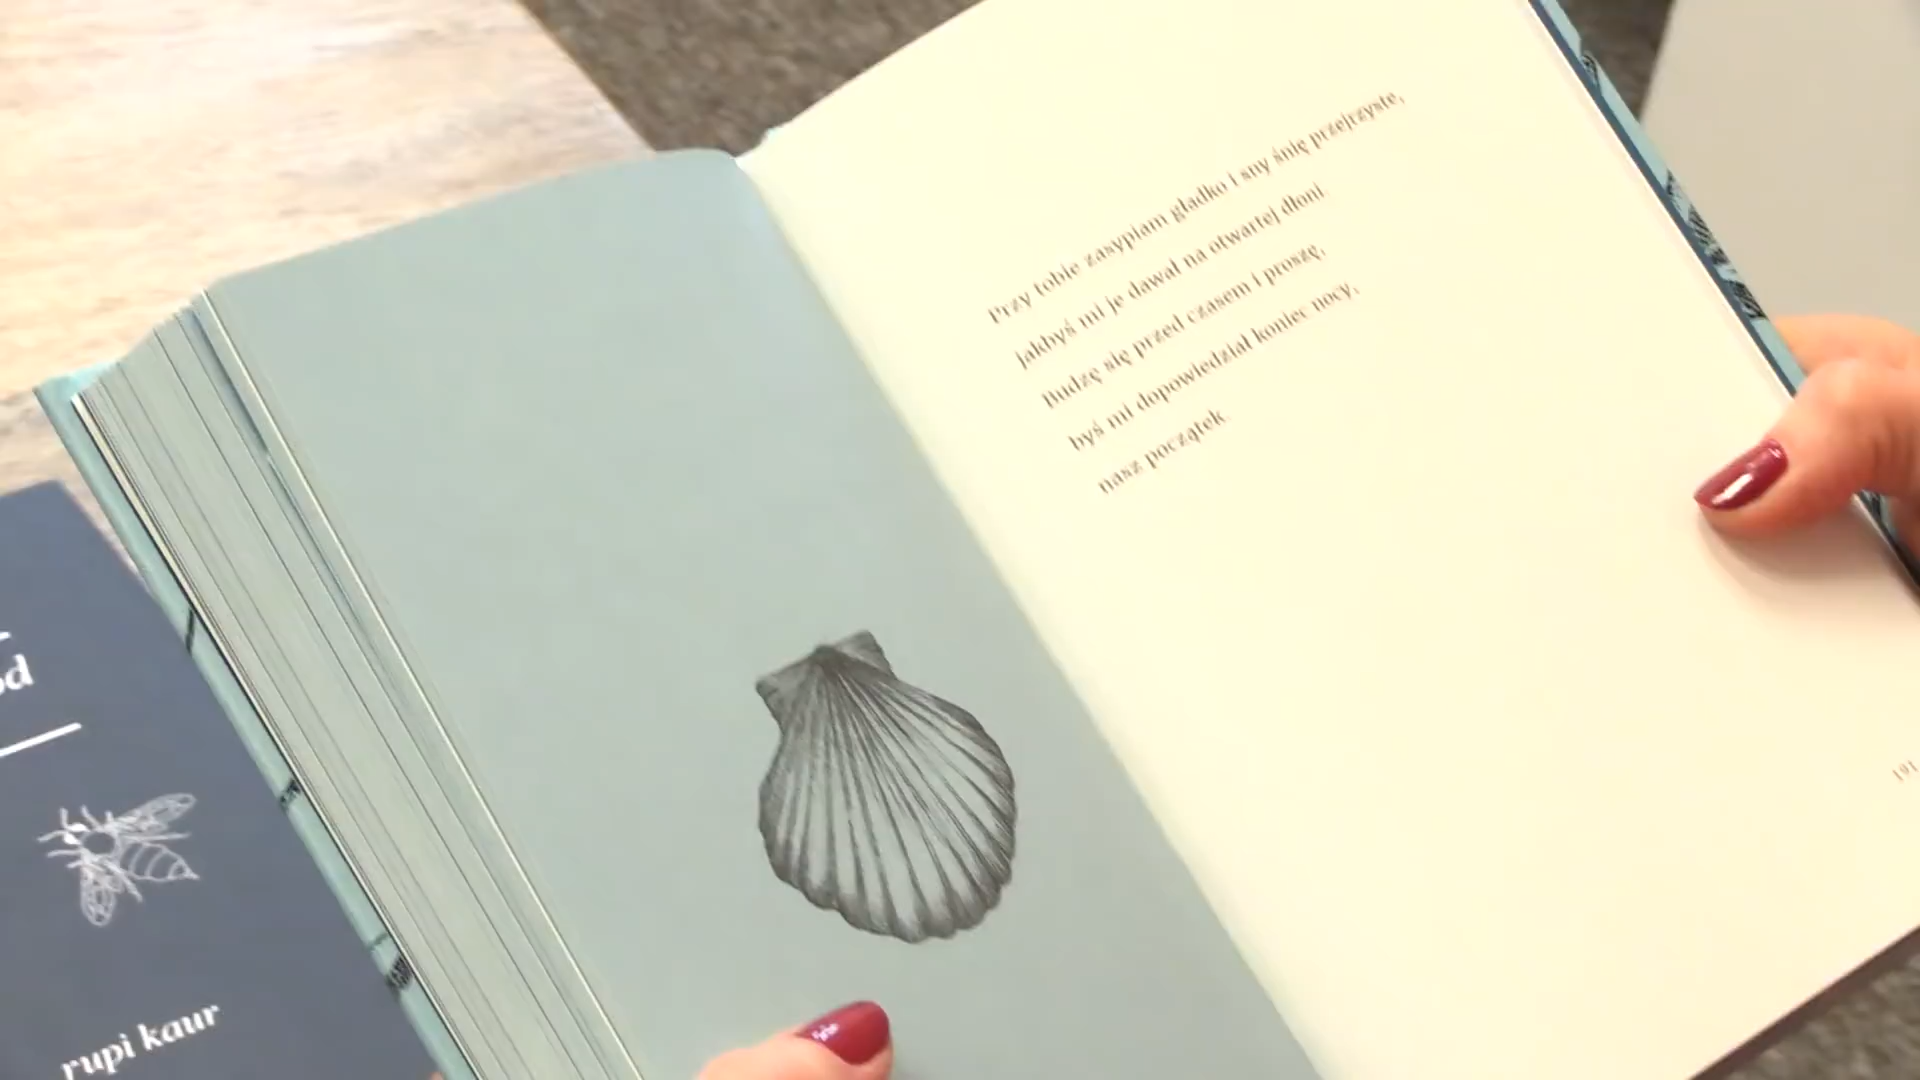 Przy tobie zasypiam gładko i sny śnię przejrzyste,
jakbyś mi je dawał na otwartej dłoni.
Budzę się przed czasem i proszę,
byś mi dopowiedział koniec nocy,
nasz początek.
191
od
rupi kaur